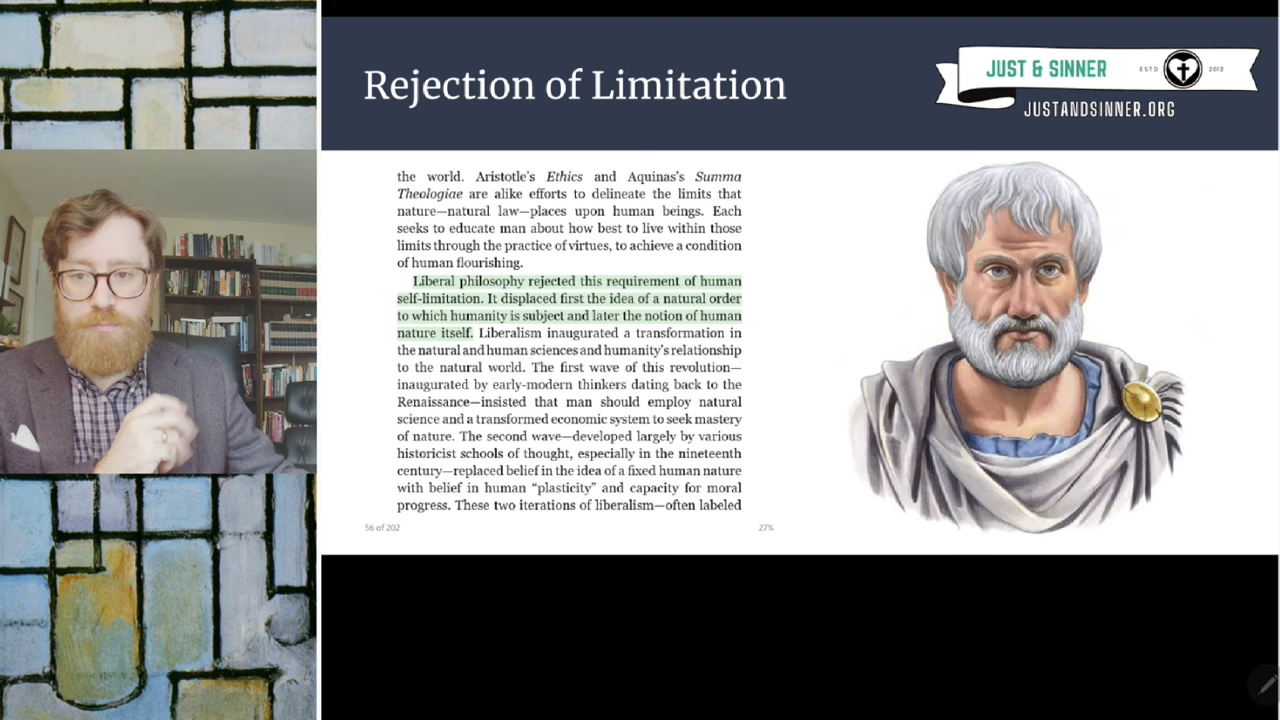 Rejection of Limitation
JUST & SINNER
ESTD
2012
JUSTANDSINNER.ORG
the world. Aristotle's Ethics and Aquinas's Summa
Theologiae are alike efforts to delineate the limits that
nature—natural law—places upon human beings. Each
seeks to educate man about how best to live within those
limits through the practice of virtues, to achieve a condition
of human flourishing.
Liberal philosophy rejected this requirement of human
self-limitation. It displaced first the idea of a natural order
to which humanity is subject and later the notion of human
nature itself. Liberalism inaugurated a transformation in
the natural and human sciences and humanity's relationship
to the natural world. The first wave of this revolution—
inaugurated by early-modern thinkers dating back to the
Renaissance—insisted that man should employ natural
science and a transformed economic system to seek mastery
of nature. The second wave—developed largely by various
historicist schools of thought, especially in the nineteenth
century—replaced belief in the idea of a fixed human nature
with belief in human “plasticity” and capacity for moral
progress. These two iterations of liberalism—often labeled
56 of 202
27%